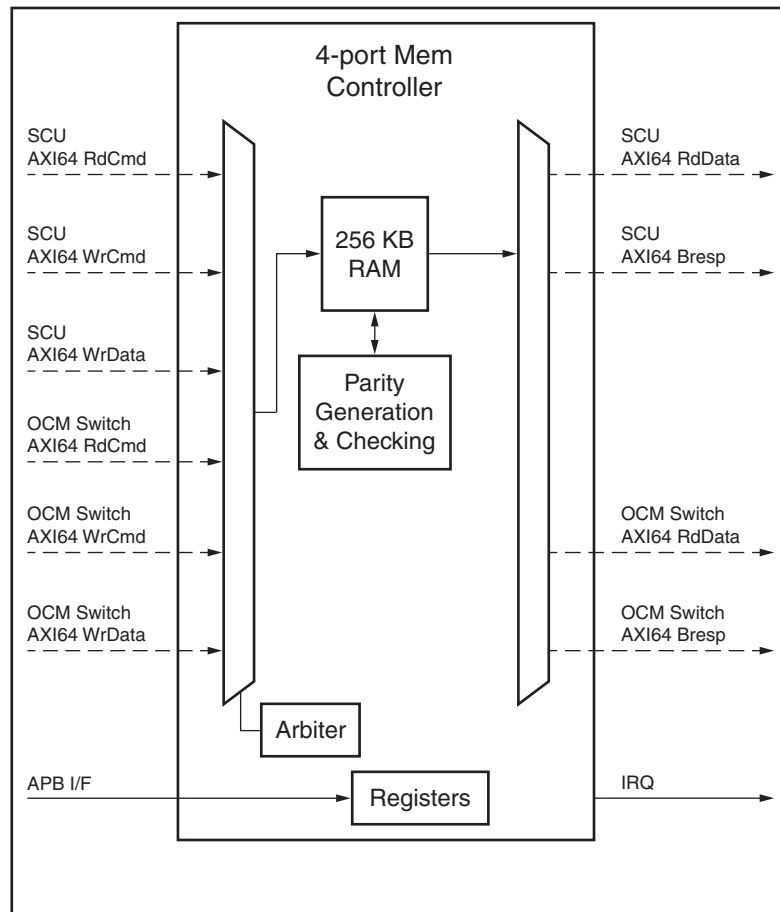 4-port Mem
Controller
SCU
AXI64 RdCmd
SCU
AXI64 WrCmd
SCU
AXI64 WrData
OCM Switch
AXI64 RdCmd
OCM Switch
AXI64 WrCmd
OCM Switch
AXI64 WrData
256 KB
RAM
Parity
Generation
& Checking
Arbiter
SCU
AXI64 RdData
SCU
AXI64 Bresp
OCM Switch
AXI64 RdData
OCM Switch
AXI64 Bresp
APB I/F
Registers
IRQ